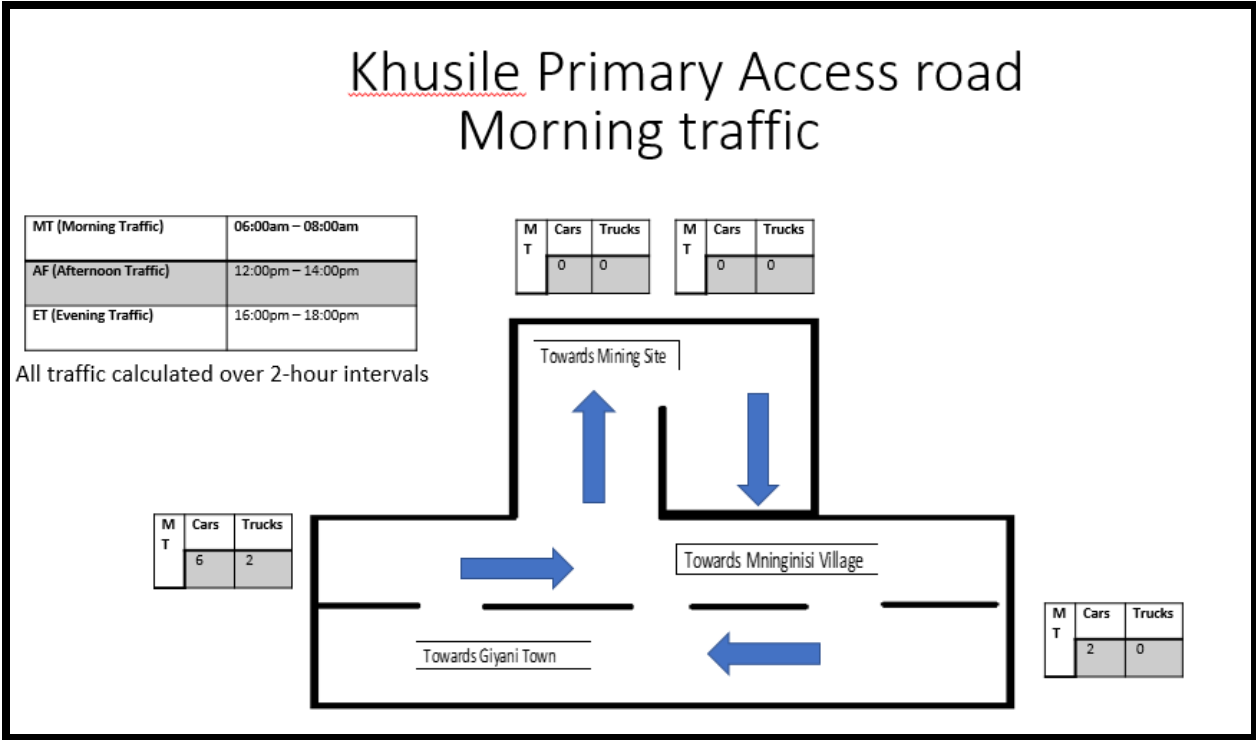 Khusile Primary Access road
Morning traffic
MT (Morning Traffic) 06:00am – 08:00am
AF (Afternoon Traffic) 12:00pm – 14:00pm
ET (Evening Traffic) 16:00pm – 18:00pm
All traffic calculated over 2-hour intervals
M T Cars Trucks
0 0
M T Cars Trucks
0 0
Towards Mining Site
M T Cars Trucks
6 2
Towards Mninginisi Village
Towards Giyani Town
M T Cars Trucks
2 0